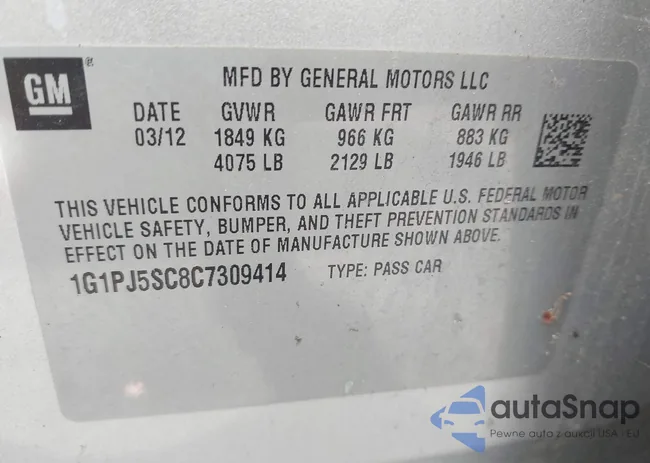 GM ®
MFD BY GENERAL MOTORS LLC
DATE GVWR GAWR FRT GAWR RR
03/12 1849 KG 966 KG 883 KG
4075 LB 2129 LB 1946 LB
THIS VEHICLE CONFORMS TO ALL APPLICABLE U.S. FEDERAL MOTOR
VEHICLE SAFETY, BUMPER, AND THEFT PREVENTION STANDARDS IN
EFFECT ON THE DATE OF MANUFACTURE SHOWN ABOVE.
1G1PJ5SC8C7309414 TYPE: PASS CAR
autaSnap
Pewne auta z aukcji USA - EU